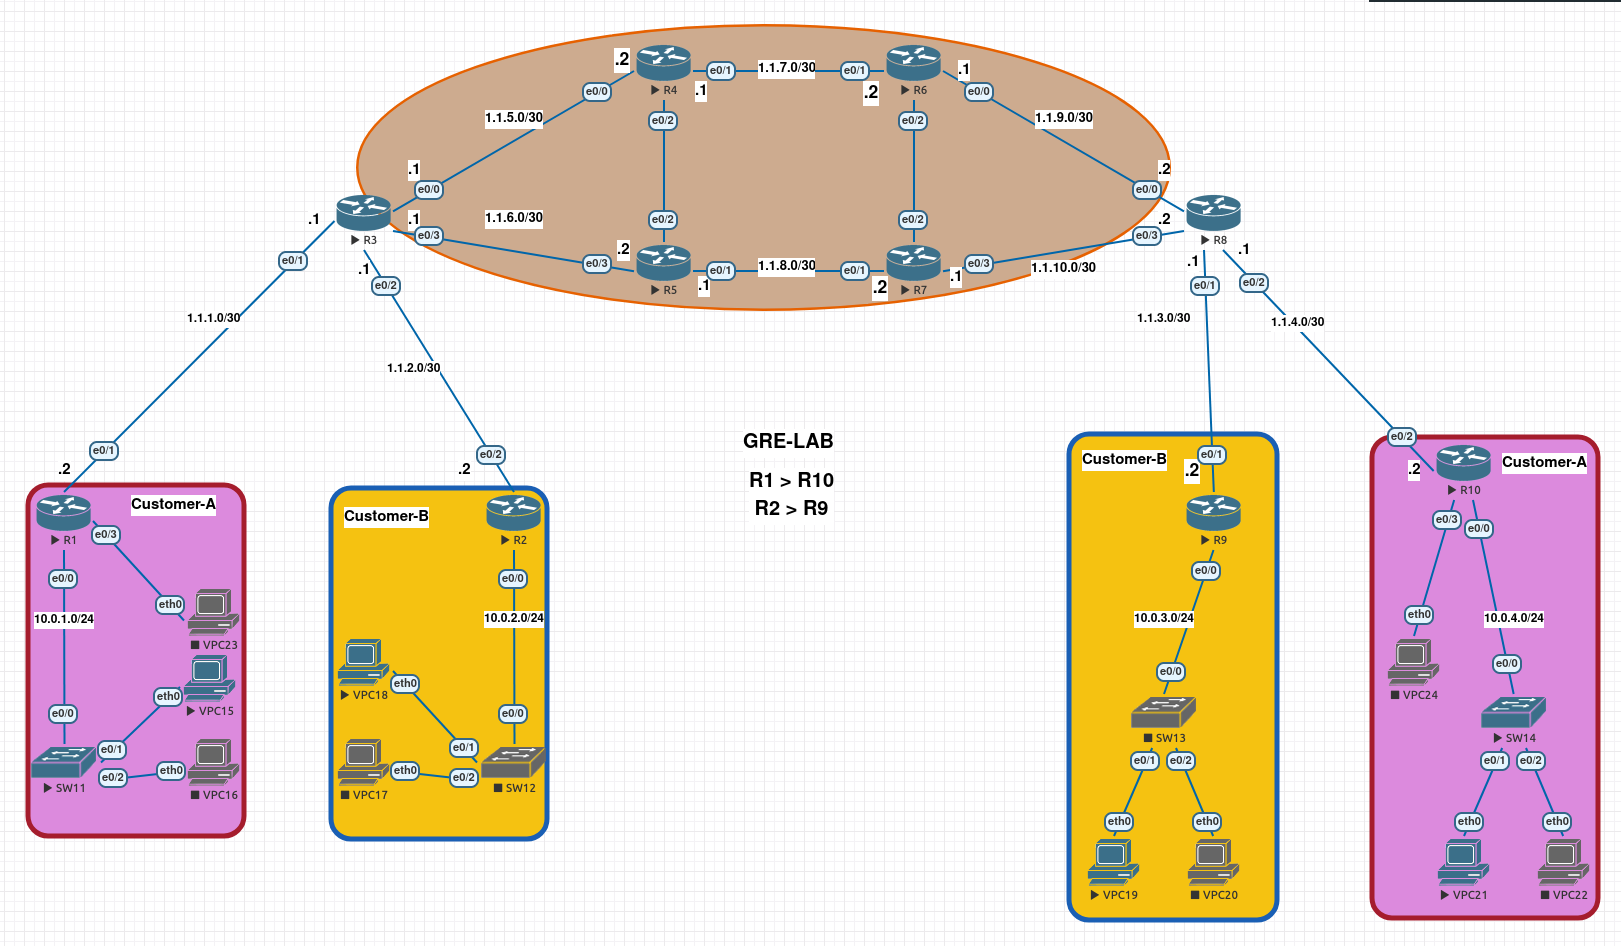 .2
R4
e0/1
1.1.7.0/30
e0/1
R6
.1
e0/0
.1
.2
e0/0
e0/2
e0/2
1.1.5.0/30
1.1.9.0/30
.1
e0/0
.2
e0/0
R3
.1
.1
e0/3
1.1.6.0/30
e0/2
e0/2
.2
R8
e0/3
.2
e0/3
R5
e0/1
.1
1.1.8.0/30
e0/1
.2
R7
e0/3
.1
1.1.10.0/30
e0/1
.1
e0/2
.1
e0/1
.1
e0/2
1.1.1.0/30
1.1.2.0/30
1.1.3.0/30
1.1.4.0/30
e0/1
.2
e0/2
.2
GRE-LAB
R1 > R10
R2 > R9
e0/1
.2
e0/2
.2
Customer-A
R1
e0/3
e0/0
10.0.1.0/24
eth0
VPC23
VPC15
eth0
e0/0
e0/1
SW11
e0/2
eth0
VPC16
Customer-B
R2
e0/0
10.0.2.0/24
VPC18
eth0
e0/0
e0/1
VPC17
eth0
e0/2
SW12
Customer-B
R9
e0/0
10.0.3.0/24
e0/0
SW13
e0/1
e0/2
eth0
eth0
VPC19
VPC20
Customer-A
R10
e0/3
e0/0
eth0
10.0.4.0/24
VPC24
e0/0
SW14
e0/1
e0/2
eth0
eth0
VPC21
VPC22